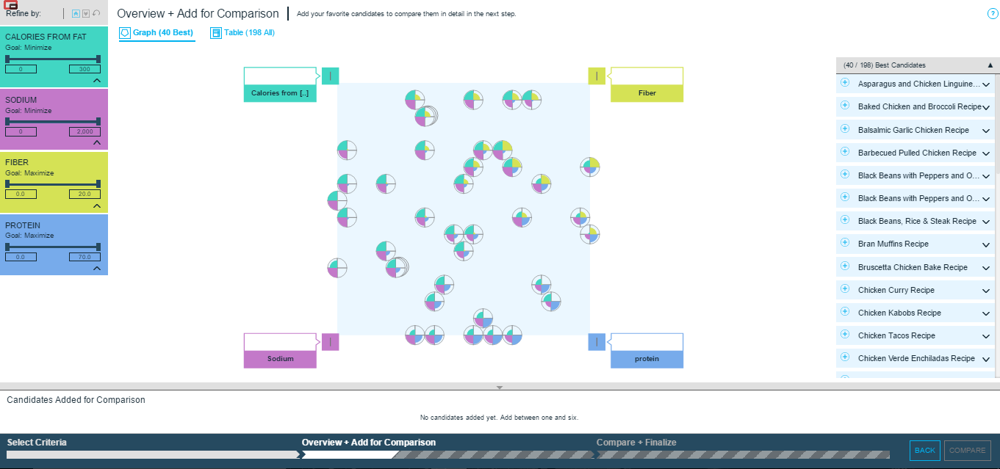 Refine by:
Overview + Add for Comparison
Add your favorite candidates to compare them in detail in the next step.
?
Graph (40 Best)
Table (198 All)
CALORIES FROM FAT
Goal: Minimize
0
300
SODIUM
Goal: Minimize
0
2,000
FIBER
Goal: Maximize
0.0
20.0
PROTEIN
Goal: Maximize
0.0
70.0
Calories from [..]
Fiber
Sodium
protein
(40 / 198) Best Candidates
Asparagus and Chicken Linguine...
Baked Chicken and Broccoli Recipe
Balsalmic Garlic Chicken Recipe
Barbecued Pulled Chicken Recipe
Black Beans with Peppers and O...
Black Beans with Peppers and O...
Black Beans, Rice & Steak Recipe
Bran Muffins Recipe
Bruscetta Chicken Bake Recipe
Chicken Curry Recipe
Chicken Kabobs Recipe
Chicken Tacos Recipe
Chicken Verde Enchiladas Recipe
Candidates Added for Comparison
No candidates added yet. Add between one and six.
Select Criteria
Overview + Add for Comparison
Compare + Finalize
BACK
COMPARE